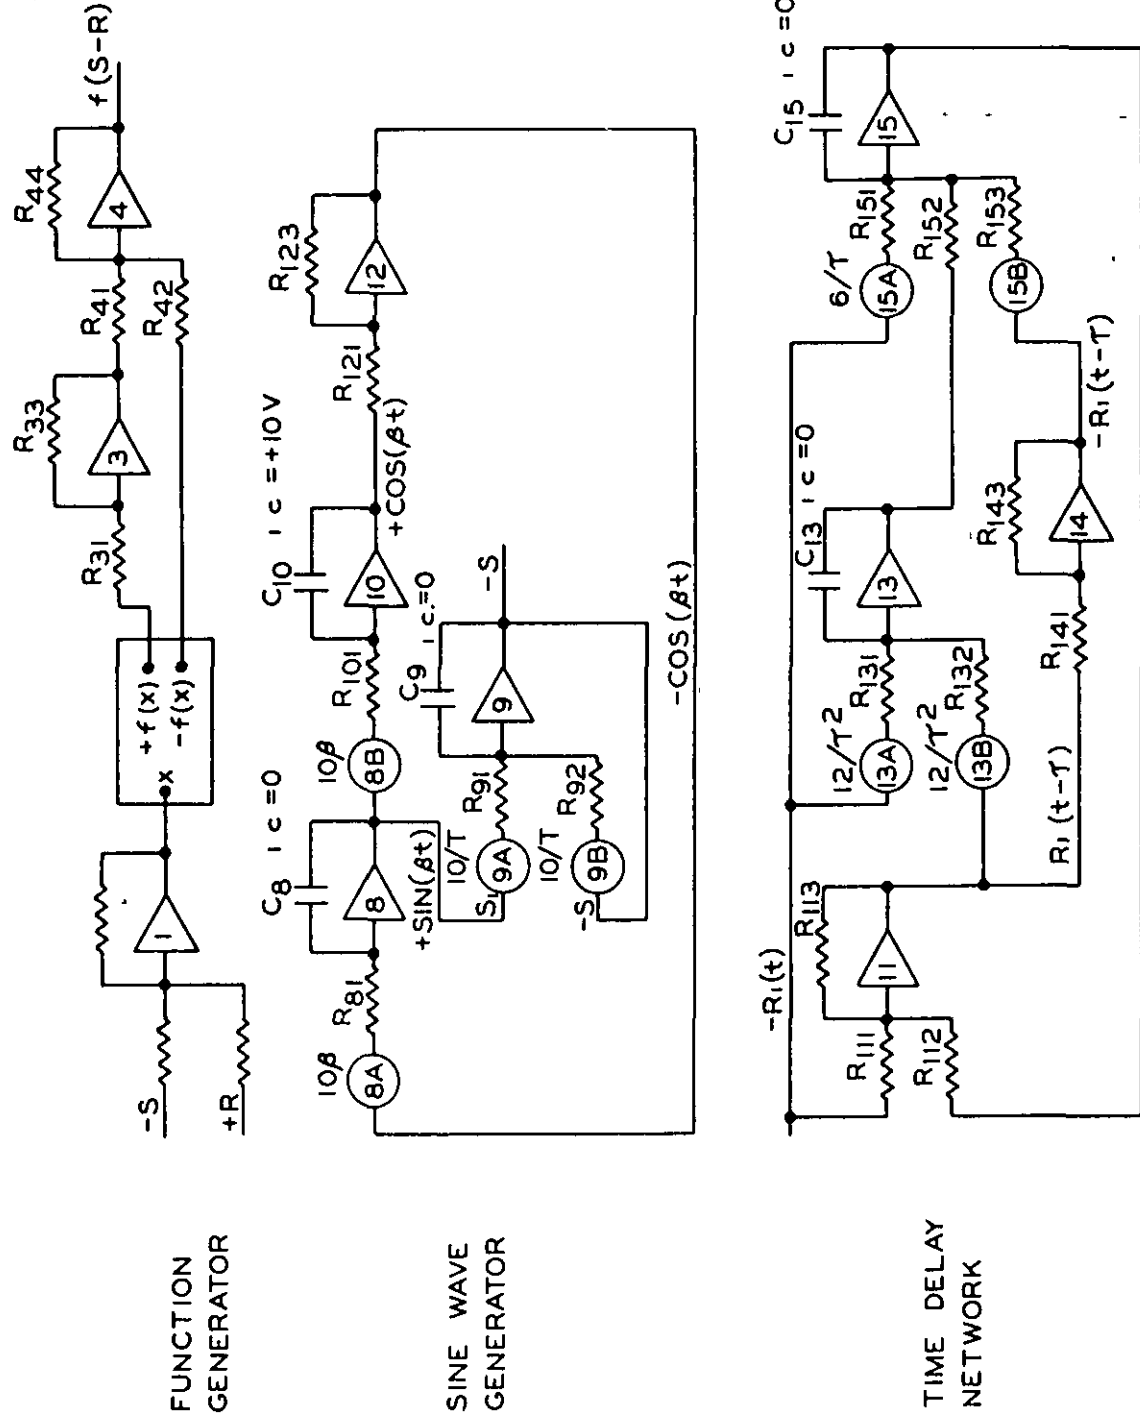 FUNCTION
GENERATOR
-S
+R
1
x
+f(x)
-f(x)
R31
R33
3
R41
R42
R44
4
f(S-R)
SINE WAVE
GENERATOR
10β
8A
R81
C8 i c =0
8
+SIN(βt)
10β
8B
R101
C10 i c =+10V
10
+COS(βt)
R121
R123
12
S1
10/T
9A
R91
-S
10/T
9B
R92
C9 i c.=0
9
-S
-COS(βt)
TIME DELAY
NETWORK
-R1(t)
R111
R112
R113
11
12/τ2
13A
R131
12/τ2
13B
R132
C13 i c =0
13
R1(t-τ)
R141
R143
14
-R1(t-τ)
6/τ
15A
R151
R152
15B
R153
C15 i c =0
15